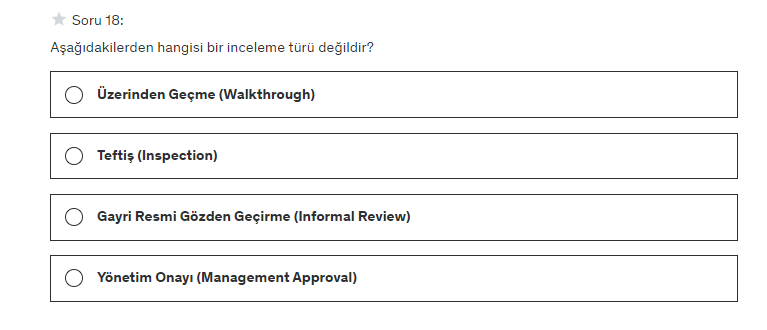 Soru 18:
Aşağıdakilerden hangisi bir inceleme türü değildir?
Üzerinden Geçme (Walkthrough)
Teftiş (Inspection)
Gayri Resmi Gözden Geçirme (Informal Review)
Yönetim Onayı (Management Approval)